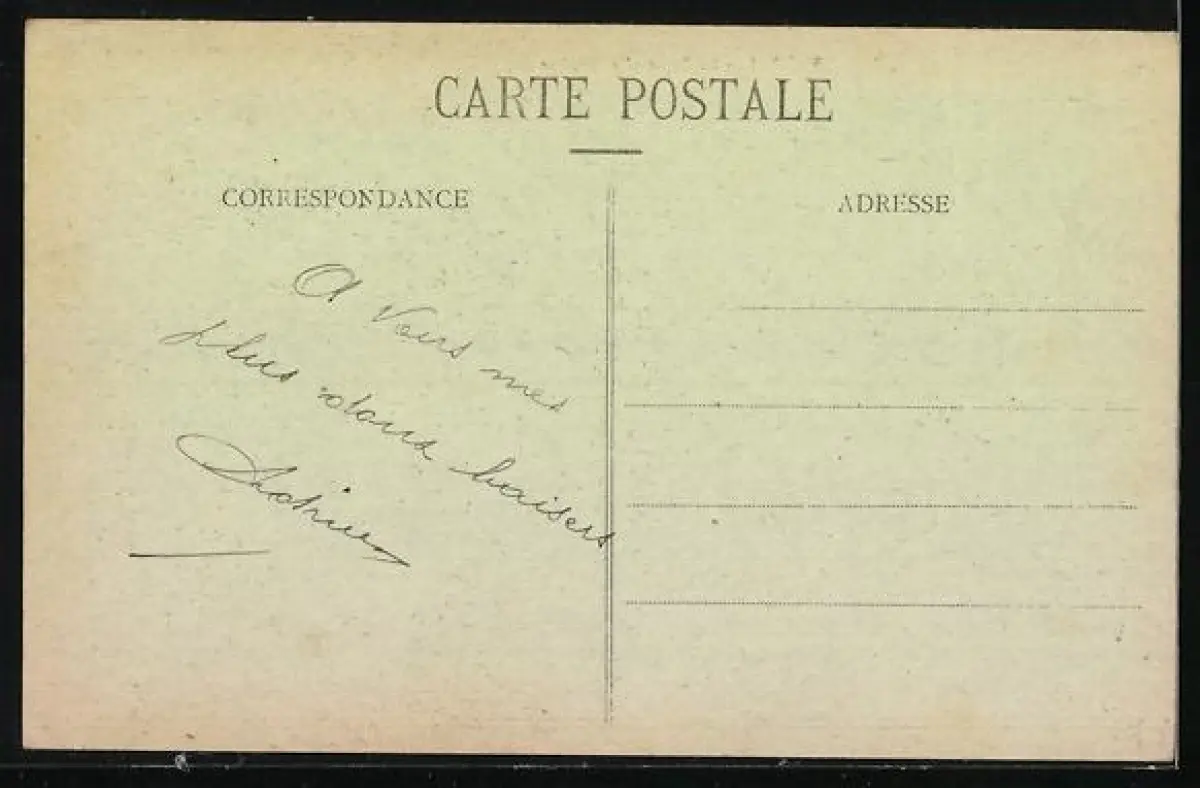 CARTE POSTALE
CORRESPONDANCE
ADRESSE
A vous mes
plus doux baisers